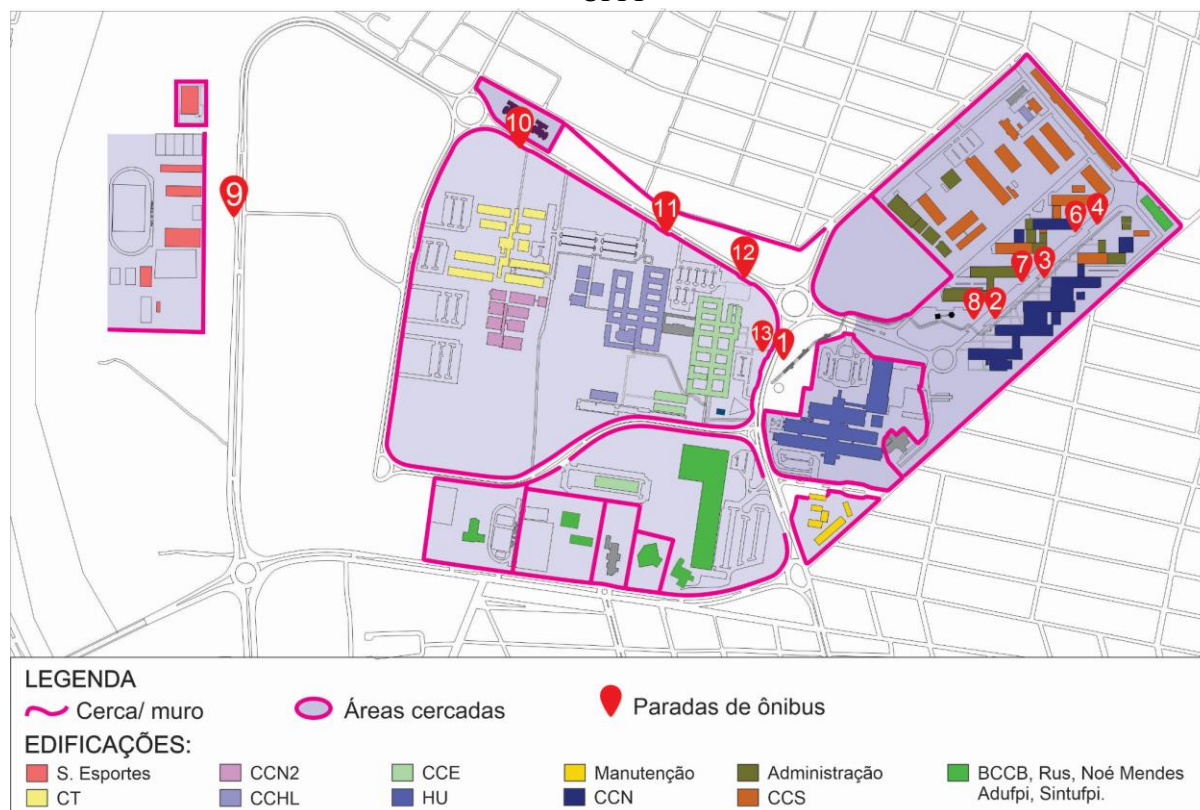 10
9
11
12
6
4
7
3
8
2
13
1
LEGENDA
Cerca/ muro
Áreas cercadas
Paradas de ônibus
EDIFICAÇÕES:
S. Esportes
CCN2
CCE
Manutenção
Administração
BCCB, Rus, Noé Mendes
Adufpi, Sintufpi.
CT
CCHL
HU
CCN
CCS